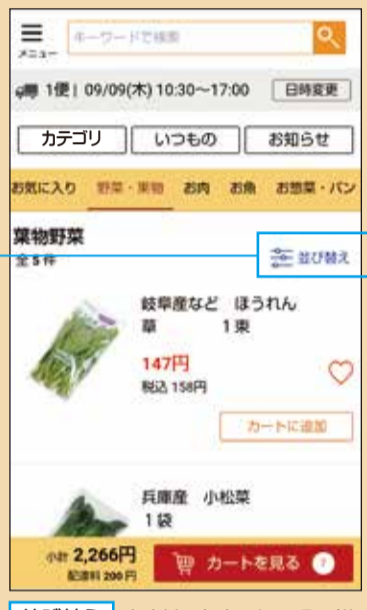 メニュー
キーワードで検索
1便 | 09/09(木) 10:30~17:00 日時変更
カテゴリ いつもの お知らせ
お気に入り 野菜・果物 お肉 お魚 お惣菜・パン
葉物野菜
全5件
並び替え
岐阜産など ほうれん
草 1束
147円
税込 158円
カートに追加
兵庫産 小松菜
1袋
小計 2,266円
配達料 200円
カートを見る